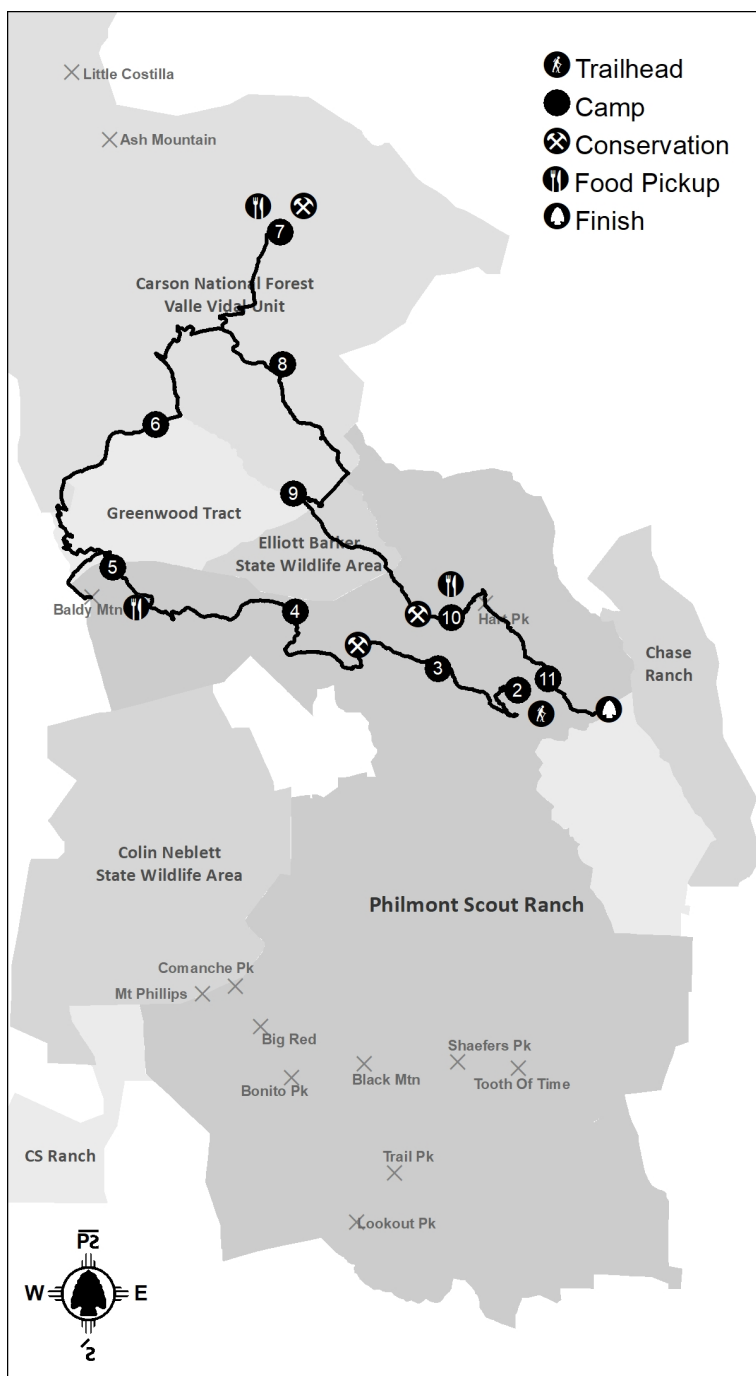 Little Costilla
Ash Mountain
Trailhead
Camp
Conservation
Food Pickup
Finish
7
Carson National Forest
Valle Vidal Unit
8
6
9
Greenwood Tract
Elliott Barker
State Wildlife Area
5
Baldy Mtn
4
10
Hart Pk
3
2
11
Chase
Ranch
Colin Neblett
State Wildlife Area
Philmont Scout Ranch
Comanche Pk
Mt Phillips
Big Red
Bonito Pk
Black Mtn
Shaefers Pk
Tooth Of Time
CS Ranch
Trail Pk
Lookout Pk
W
E